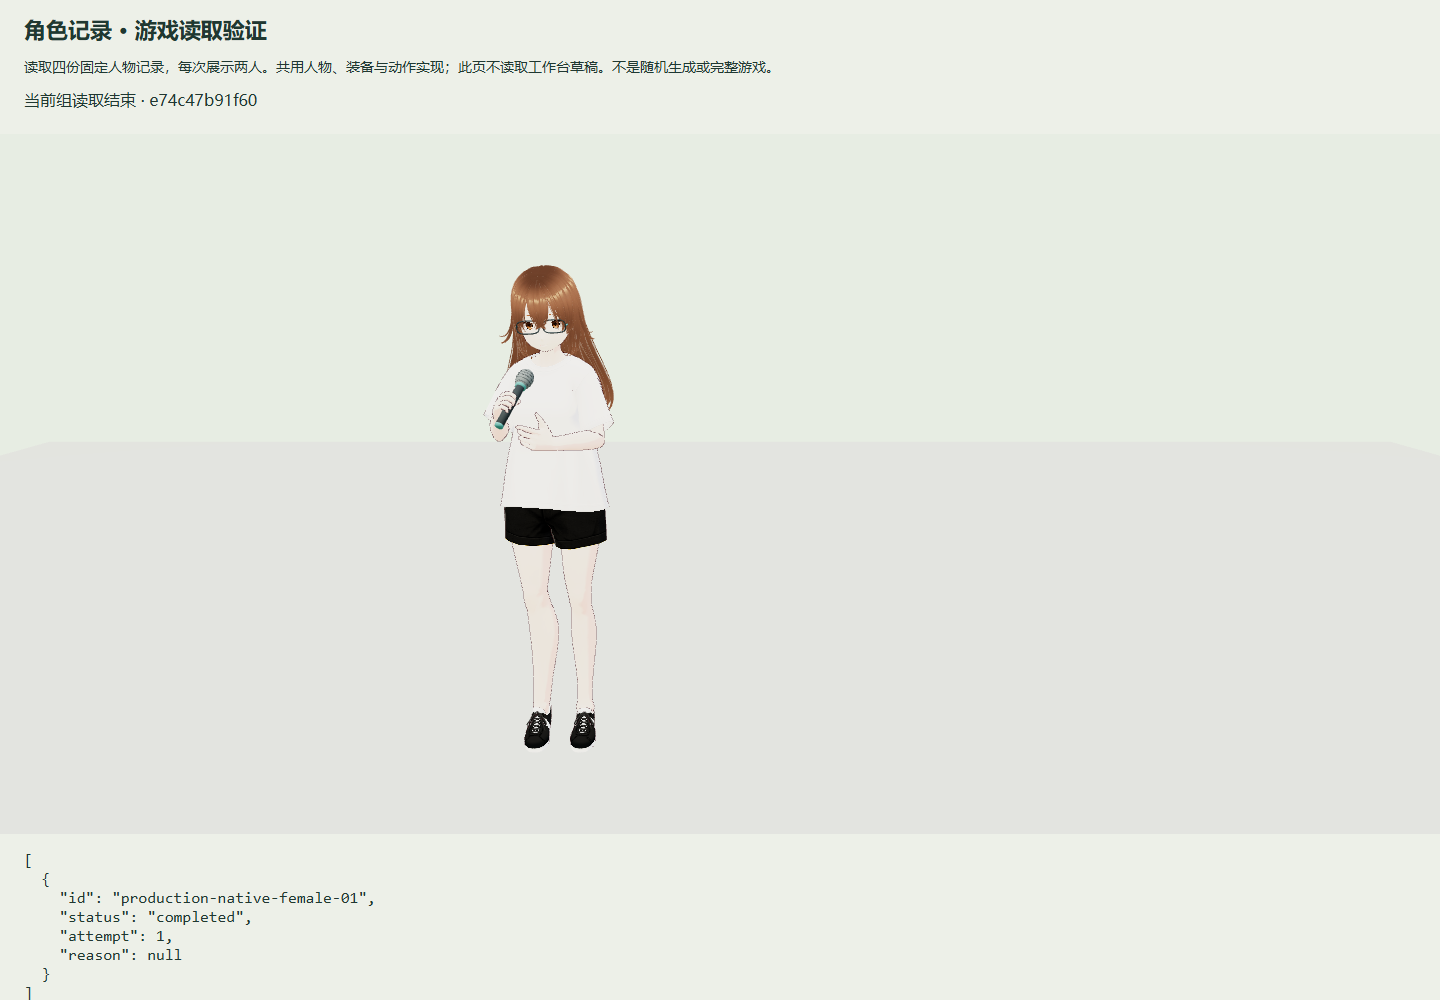 角色记录 • 游戏读取验证
读取四份固定人物记录，每次展示两人。共用人物、装备与动作实现；此页不读取工作台草稿。不是随机生成或完整游戏。
当前组读取结束 · e74c47b91f60
[
  {
    "id": "production-native-female-01",
    "status": "completed",
    "attempt": 1,
    "reason": null
  }
]